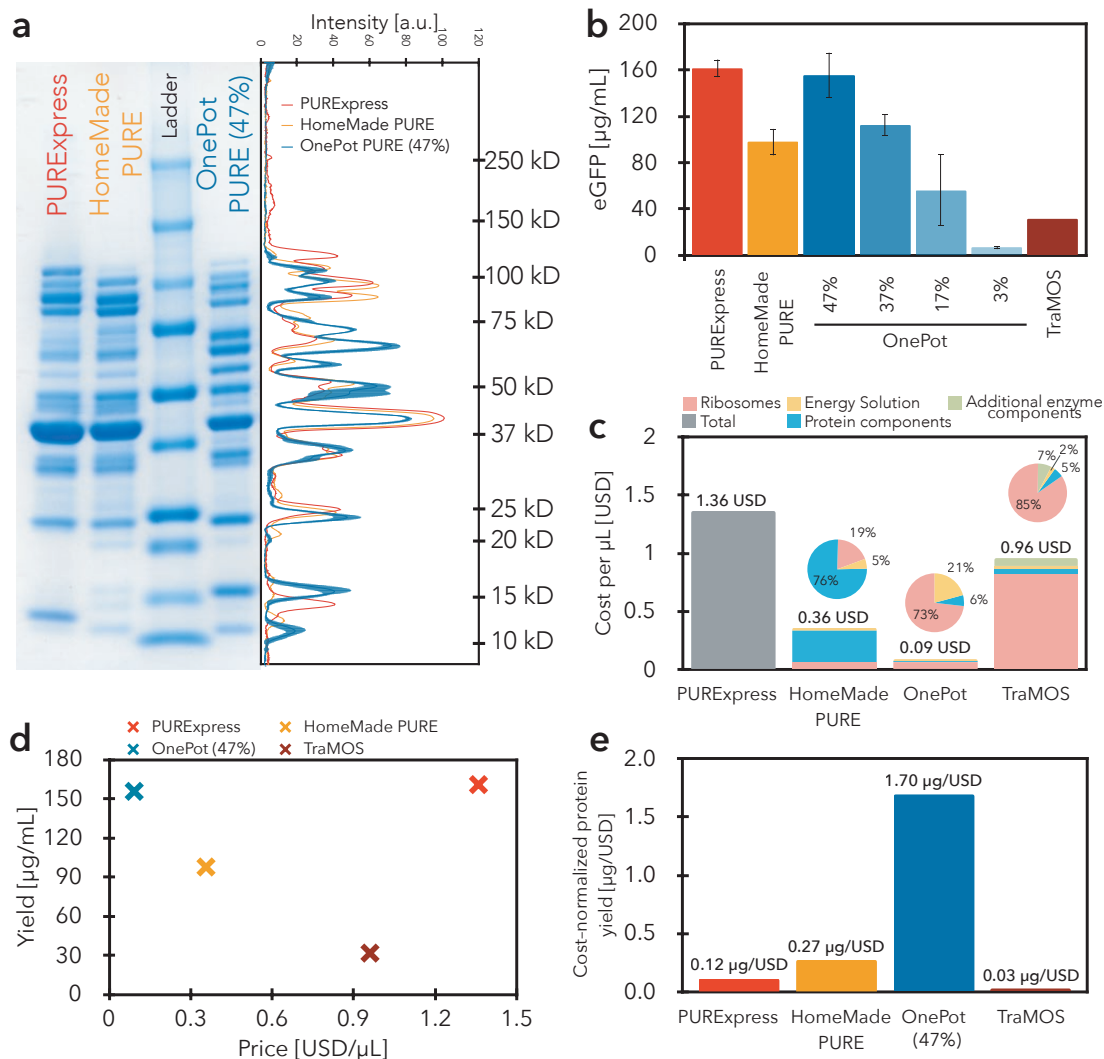 a
Intensity [a.u.]
0
20
40
60
80
100
120
PURExpress
HomeMade
PURE
Ladder
OnePot
PURE (47%)
PURExpress
HomeMade PURE
OnePot PURE (47%)
250 kD
150 kD
100 kD
75 kD
50 kD
37 kD
25 kD
20 kD
15 kD
10 kD
b
eGFP [µg/mL]
200
160
120
80
40
0
PURExpress
HomeMade
PURE
47%
37%
17%
3%
OnePot
TraMOS
Ribosomes
Energy Solution
Additional enzyme
components
Total
Protein components
c
Cost per µL [USD]
2
1.5
1
0.5
0
1.36 USD
19%
5%
76%
0.36 USD
21%
6%
73%
0.09 USD
7%
2%
5%
85%
0.96 USD
PURExpress
HomeMade
PURE
OnePot
TraMOS
d
PURExpress
HomeMade PURE
OnePot (47%)
TraMOS
Yield [µg/mL]
180
150
120
90
60
30
0
0
0.3
0.6
0.9
1.2
1.5
Price [USD/µL]
e
Cost-normalized protein
yield [µg/USD]
2.0
1.5
1.0
0.5
0.0
0.12 µg/USD
0.27 µg/USD
1.70 µg/USD
0.03 µg/USD
PURExpress
HomeMade
PURE
OnePot
(47%)
TraMOS